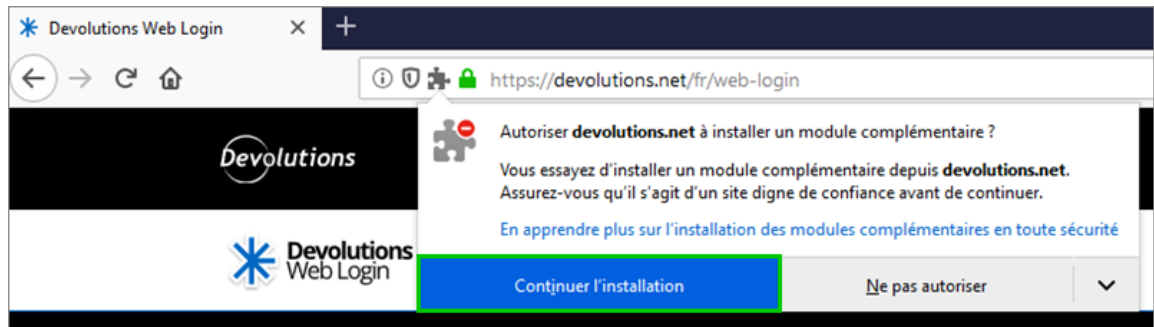 Devolutions Web Login
https://devolutions.net/fr/web-login
Devolutions
Autoriser devolutions.net à installer un module complémentaire ?
Vous essayez d'installer un module complémentaire depuis devolutions.net.
Assurez-vous qu'il s'agit d'un site digne de confiance avant de continuer.
En apprendre plus sur l'installation des modules complémentaires en toute sécurité
Devolutions
Web Login
Continuer l'installation
Ne pas autoriser